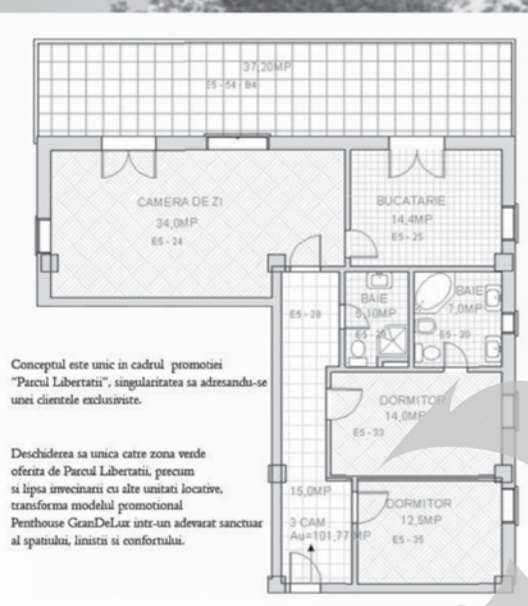 37,20MP
E5 - 54 - B4
CAMERA DE ZI
34,0MP
E5 - 24
BUCATARIE
14,4MP
E5 - 25
E5 - 28
BAIE
5,10MP
BAIE
7,0MP
E5 - 30
Conceptul este unic in cadrul promotiei
"Parcul Libertatii", singularitatea sa adresandu-se
unei clientele exclusiviste.
DORMITOR
14,0MP
E5 - 33
Deschiderea sa unica catre zona verde
oferita de Parcul Libertatii, precum
si lipsa invecinarii cu alte unitati locative,
transforma modelul promotional
Penthouse GranDeLux intr-un adevarat sanctuar
al spatiului, linistii si confortului.
15,0MP
3 CAM
Au=101,77 MP
DORMITOR
12,5MP
E5 - 35